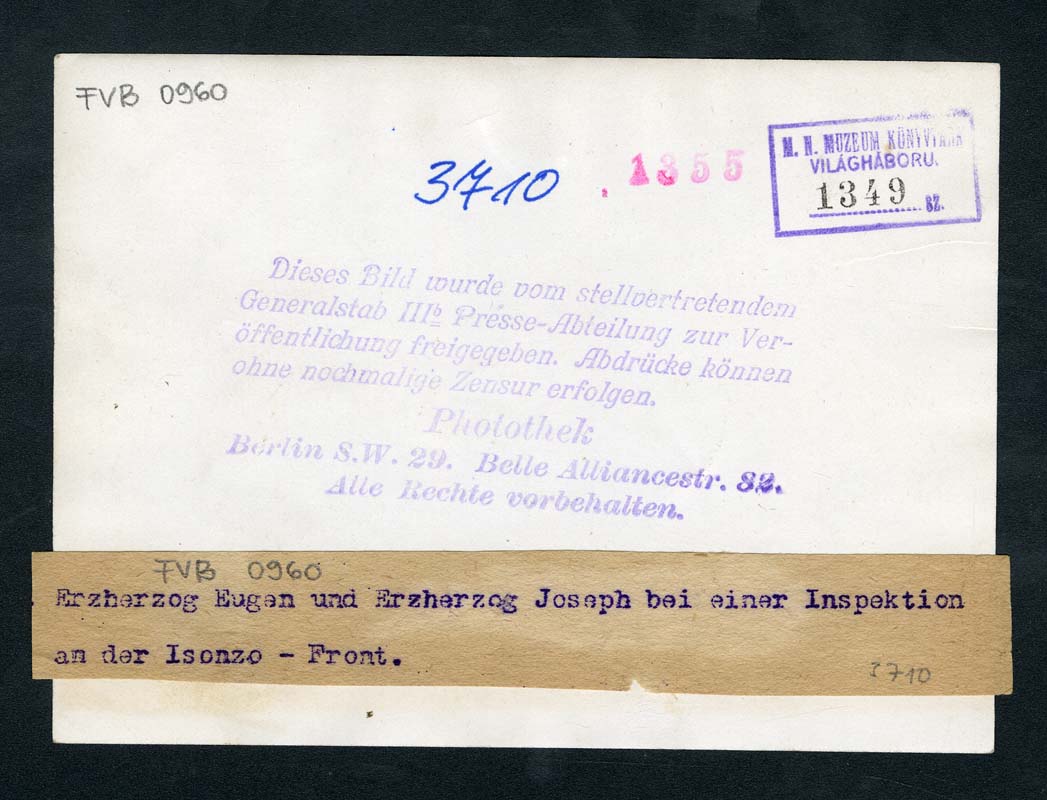 FVB 0960
3710
1355
M. N. MUZEUM KÖNYVTÁRA
VILÁGHÁBORU.
1349 SZ.
Dieses Bild wurde vom stellvertretendem
Generalstab IIIb Presse-Abteilung zur Ver-
öffentlichung freigegeben. Abdrücke können
ohne nochmalige Zensur erfolgen.
Photothek
Berlin S.W. 29. Belle Alliancestr. 82.
Alle Rechte vorbehalten.
FVB 0960
Erzherzog Eugen und Erzherzog Joseph bei einer Inspektion
an der Isonzo - Front.
3710